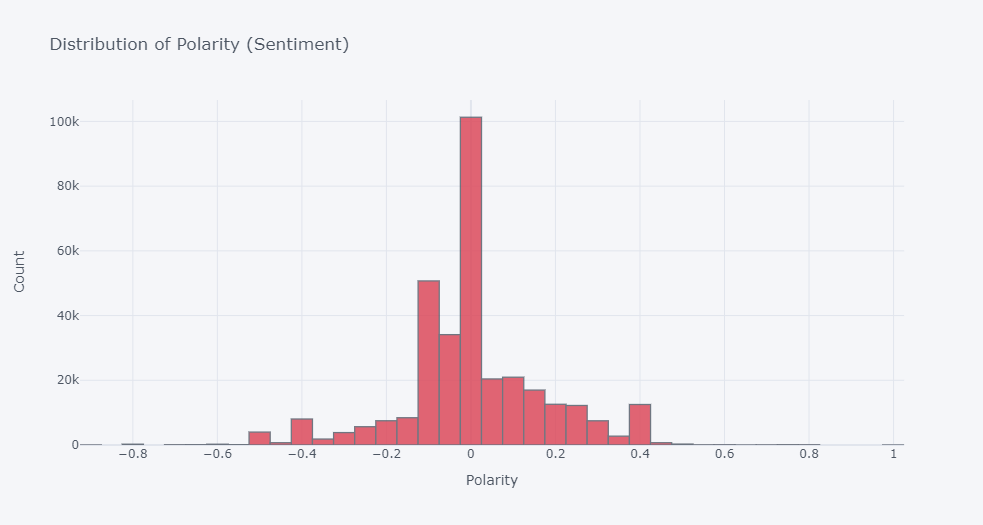 Distribution of Polarity (Sentiment)
100k
80k
60k
40k
20k
0
Count
−0.8 −0.6 −0.4 −0.2 0 0.2 0.4 0.6 0.8 1
Polarity